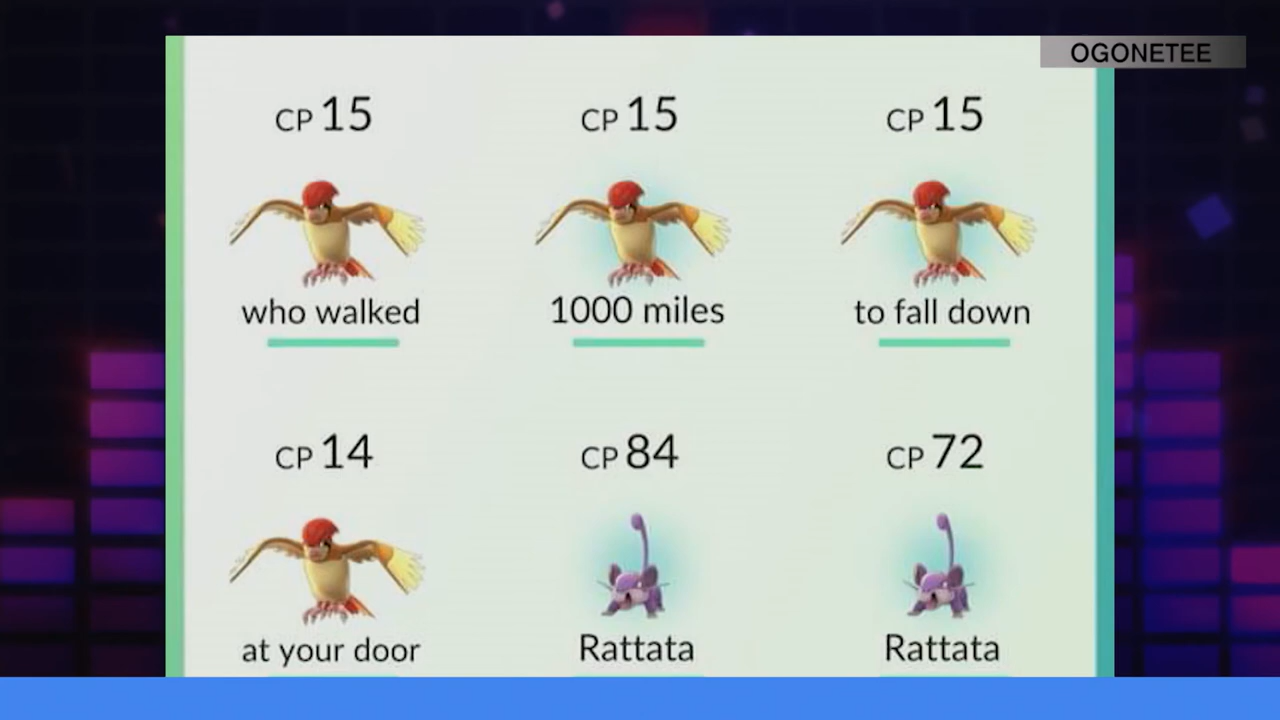 OGONETEE
CP 15
CP 15
CP 15
who walked
1000 miles
to fall down
CP 14
CP 84
CP 72
at your door
Rattata
Rattata